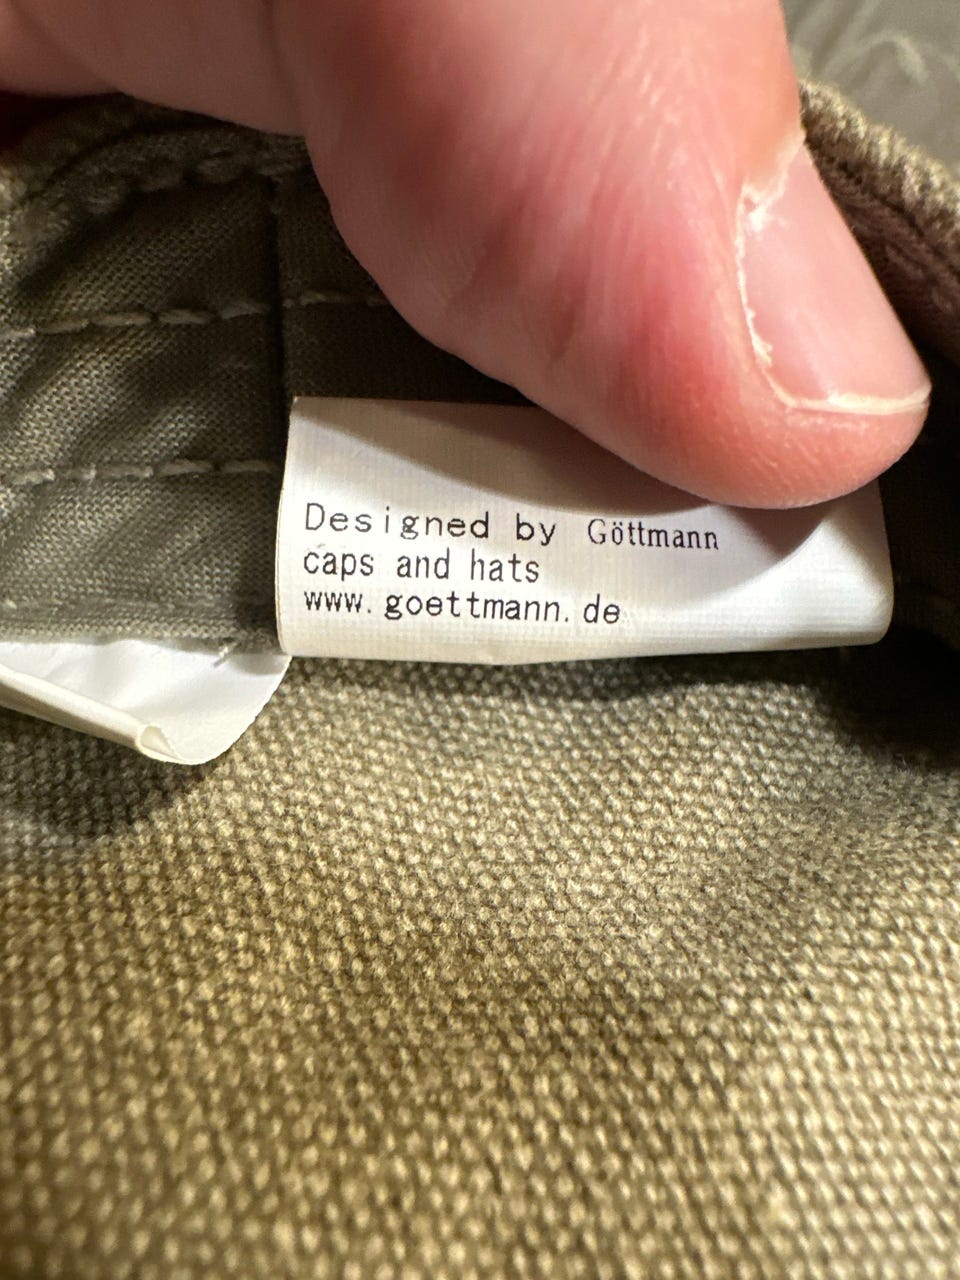 Designed by Göttmann
caps and hats
www.goettmann.de